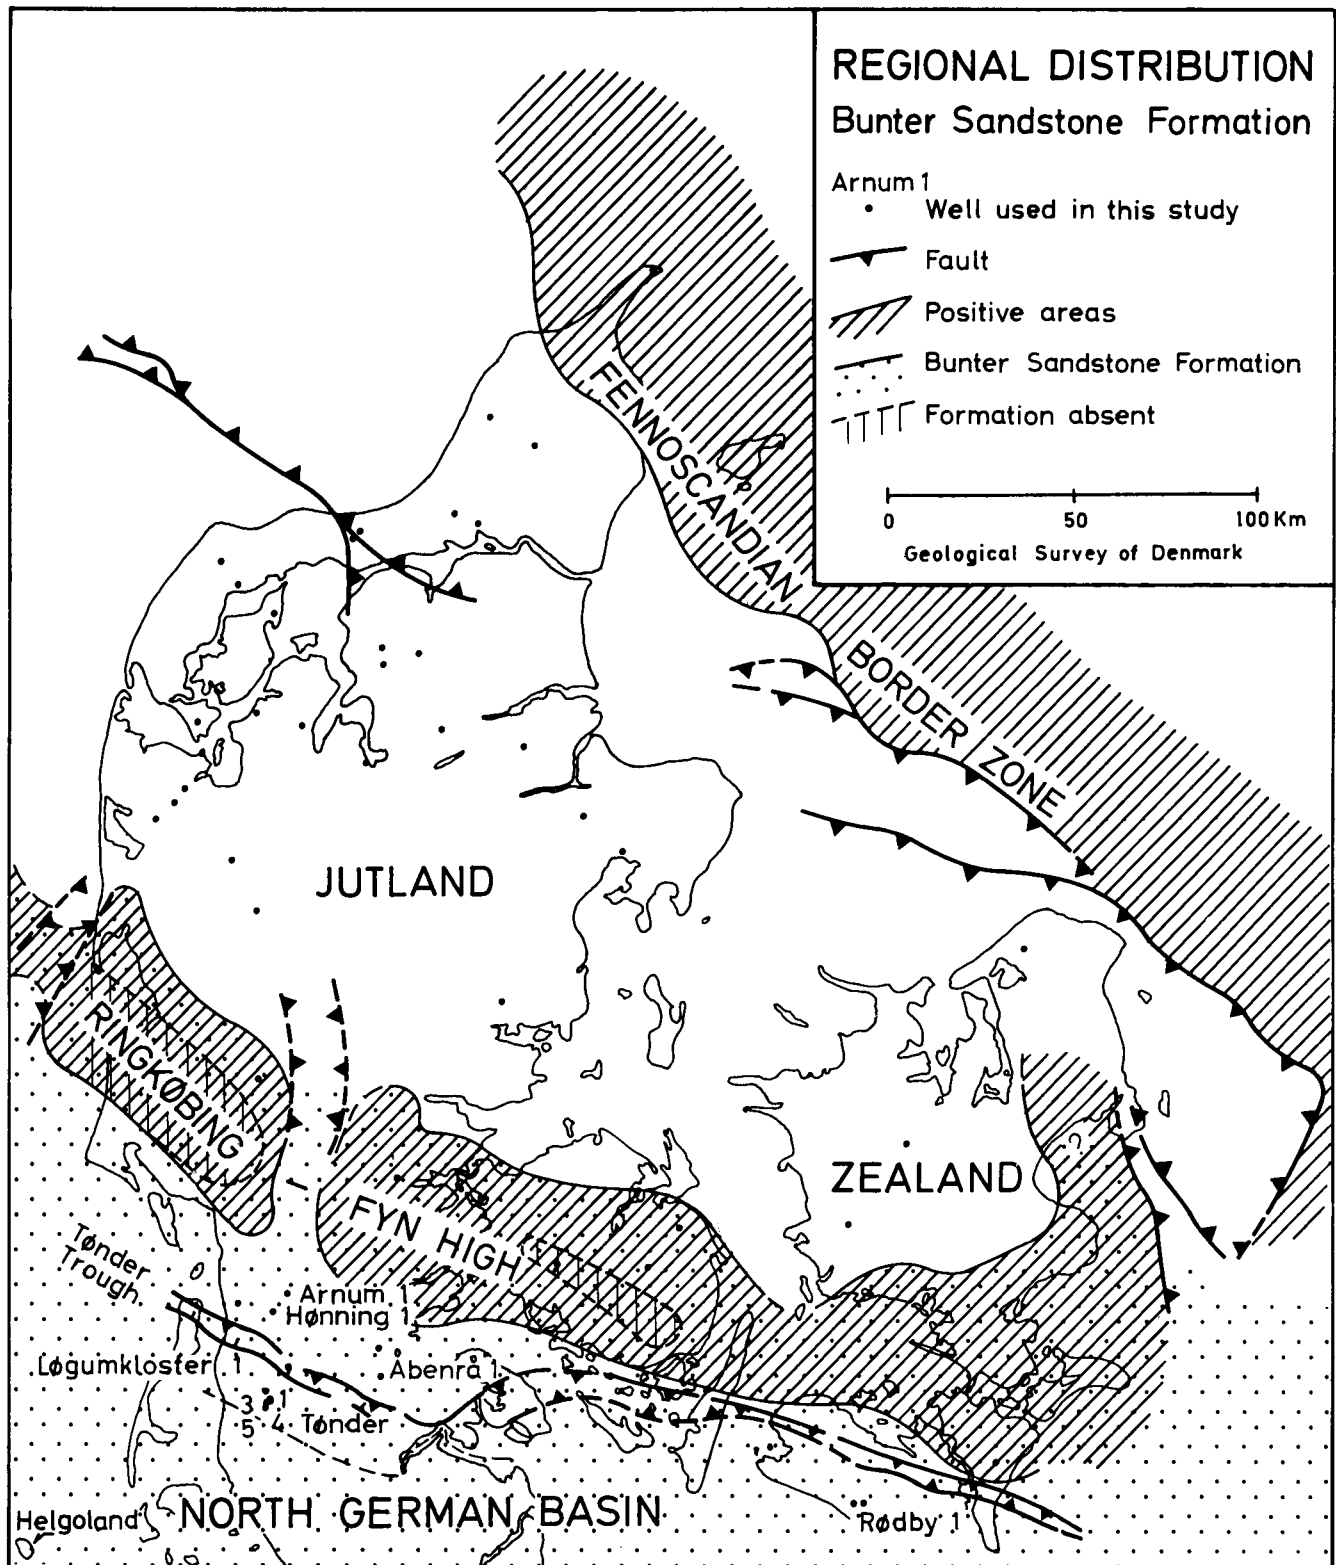 REGIONAL DISTRIBUTION
Bunter Sandstone Formation
Arnum 1
Well used in this study
Fault
Positive areas
Bunter Sandstone Formation
Formation absent
0 50 100 Km
Geological Survey of Denmark
FENNOSCANDIAN
BORDER ZONE
JUTLAND
RINGKØBING
ZEALAND
FYN HIGH
Tønder
Trough
Arnum 1
Hønning 1
Løgumkloster 1
Åbenrå 1
3 1
5 4 Tønder
NORTH GERMAN BASIN
Helgoland
Rødby 1